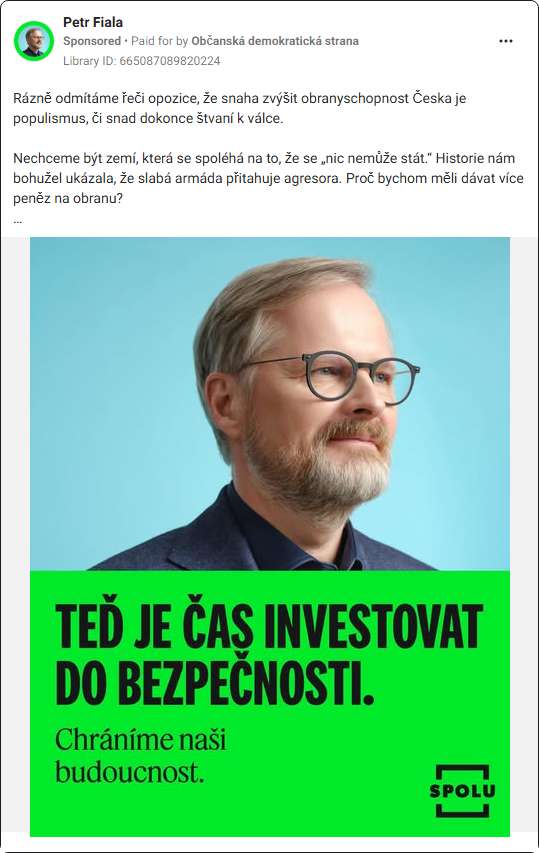 Petr Fiala
Sponsored • Paid for by Občanská demokratická strana
Library ID: 665087089820224
Rázně odmítáme řeči opozice, že snaha zvýšit obranyschopnost Česka je
populismus, či snad dokonce štvaní k válce.
Nechceme být zemí, která se spoléhá na to, že se „nic nemůže stát.“ Historie nám
bohužel ukázala, že slabá armáda přitahuje agresora. Proč bychom měli dávat více
peněz na obranu?
...
TEĎ JE ČAS INVESTOVAT
DO BEZPEČNOSTI.
Chráníme naši
budoucnost.
SPOLU